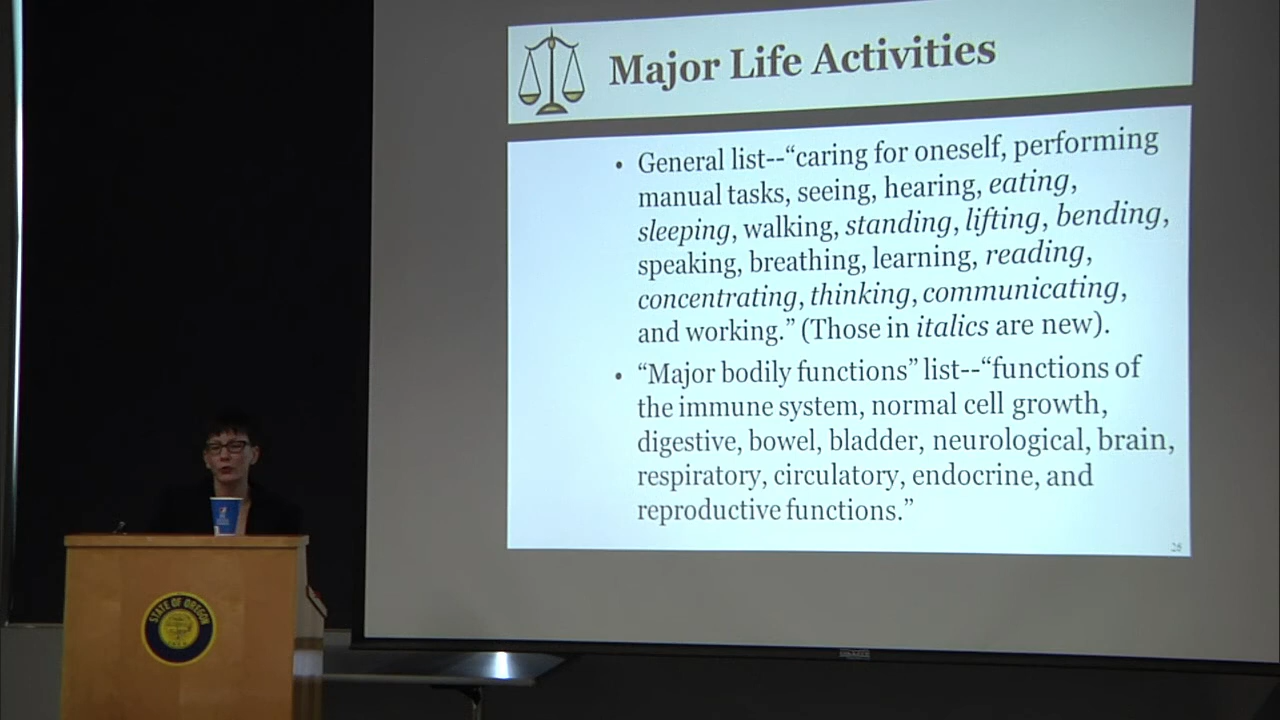 Major Life Activities
• General list--“caring for oneself, performing
manual tasks, seeing, hearing, eating,
sleeping, walking, standing, lifting, bending,
speaking, breathing, learning, reading,
concentrating, thinking, communicating,
and working.” (Those in italics are new).
• “Major bodily functions” list--“functions of
the immune system, normal cell growth,
digestive, bowel, bladder, neurological, brain,
respiratory, circulatory, endocrine, and
reproductive functions.”
STATE OF OREGON